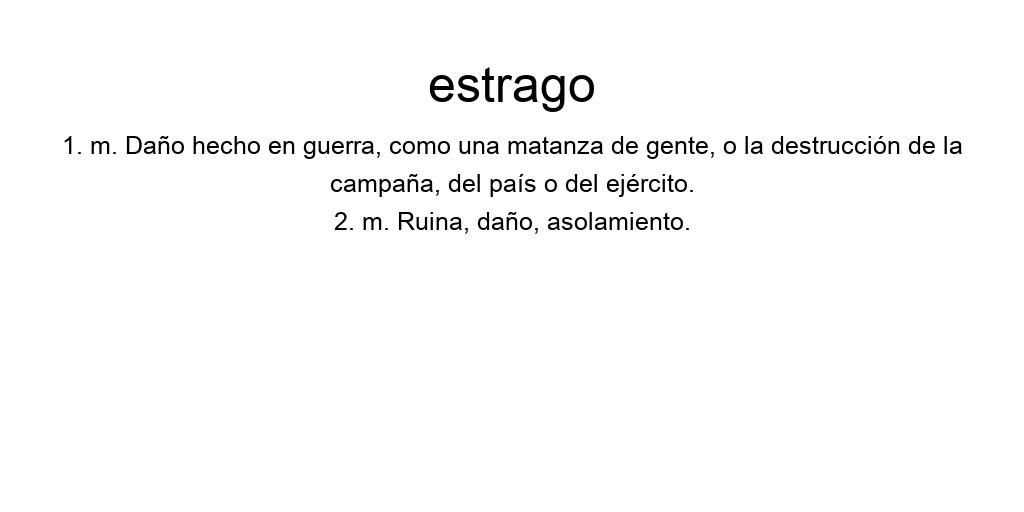 estrago
1. m. Daño hecho en guerra, como una matanza de gente, o la destrucción de la
campaña, del país o del ejército.
2. m. Ruina, daño, asolamiento.